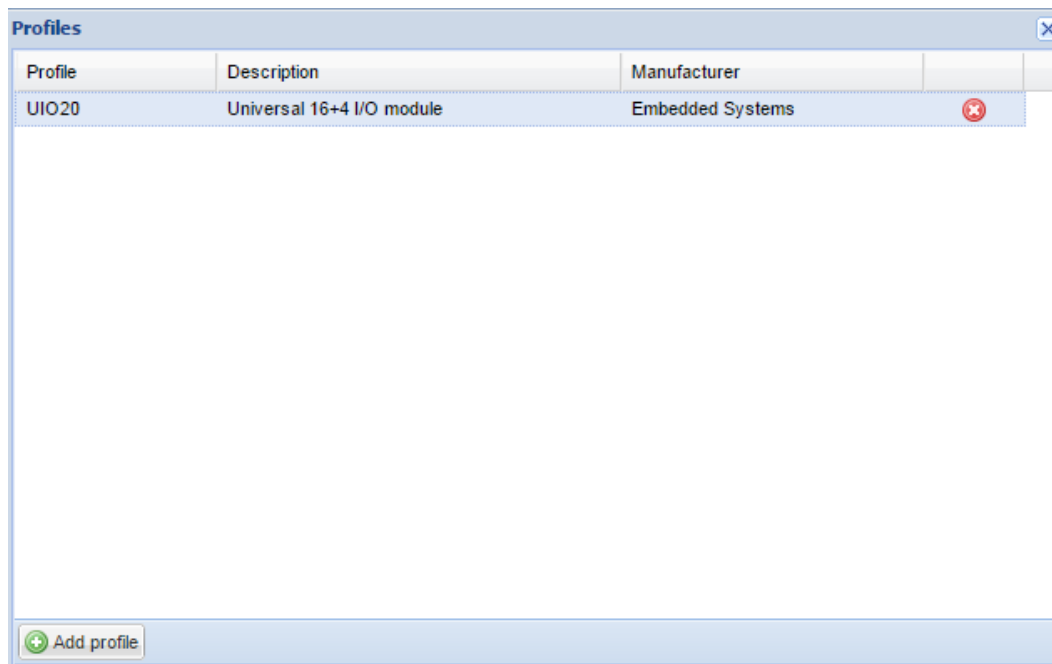 Profiles
Profile Description Manufacturer
UIO20 Universal 16+4 I/O module Embedded Systems
Add profile